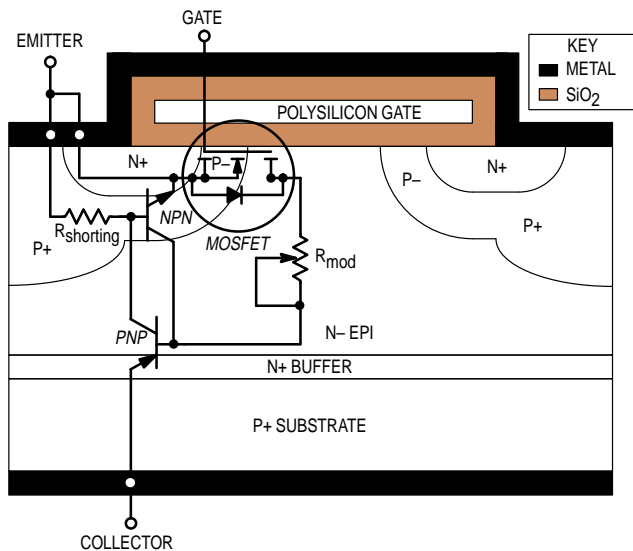 GATE
EMITTER
KEY
METAL
SiO2
POLYSILICON GATE
N+
P–
N+
P–
NPN
MOSFET
Rshorting
P+
P+
Rmod
PNP
N– EPI
N+ BUFFER
P+ SUBSTRATE
COLLECTOR